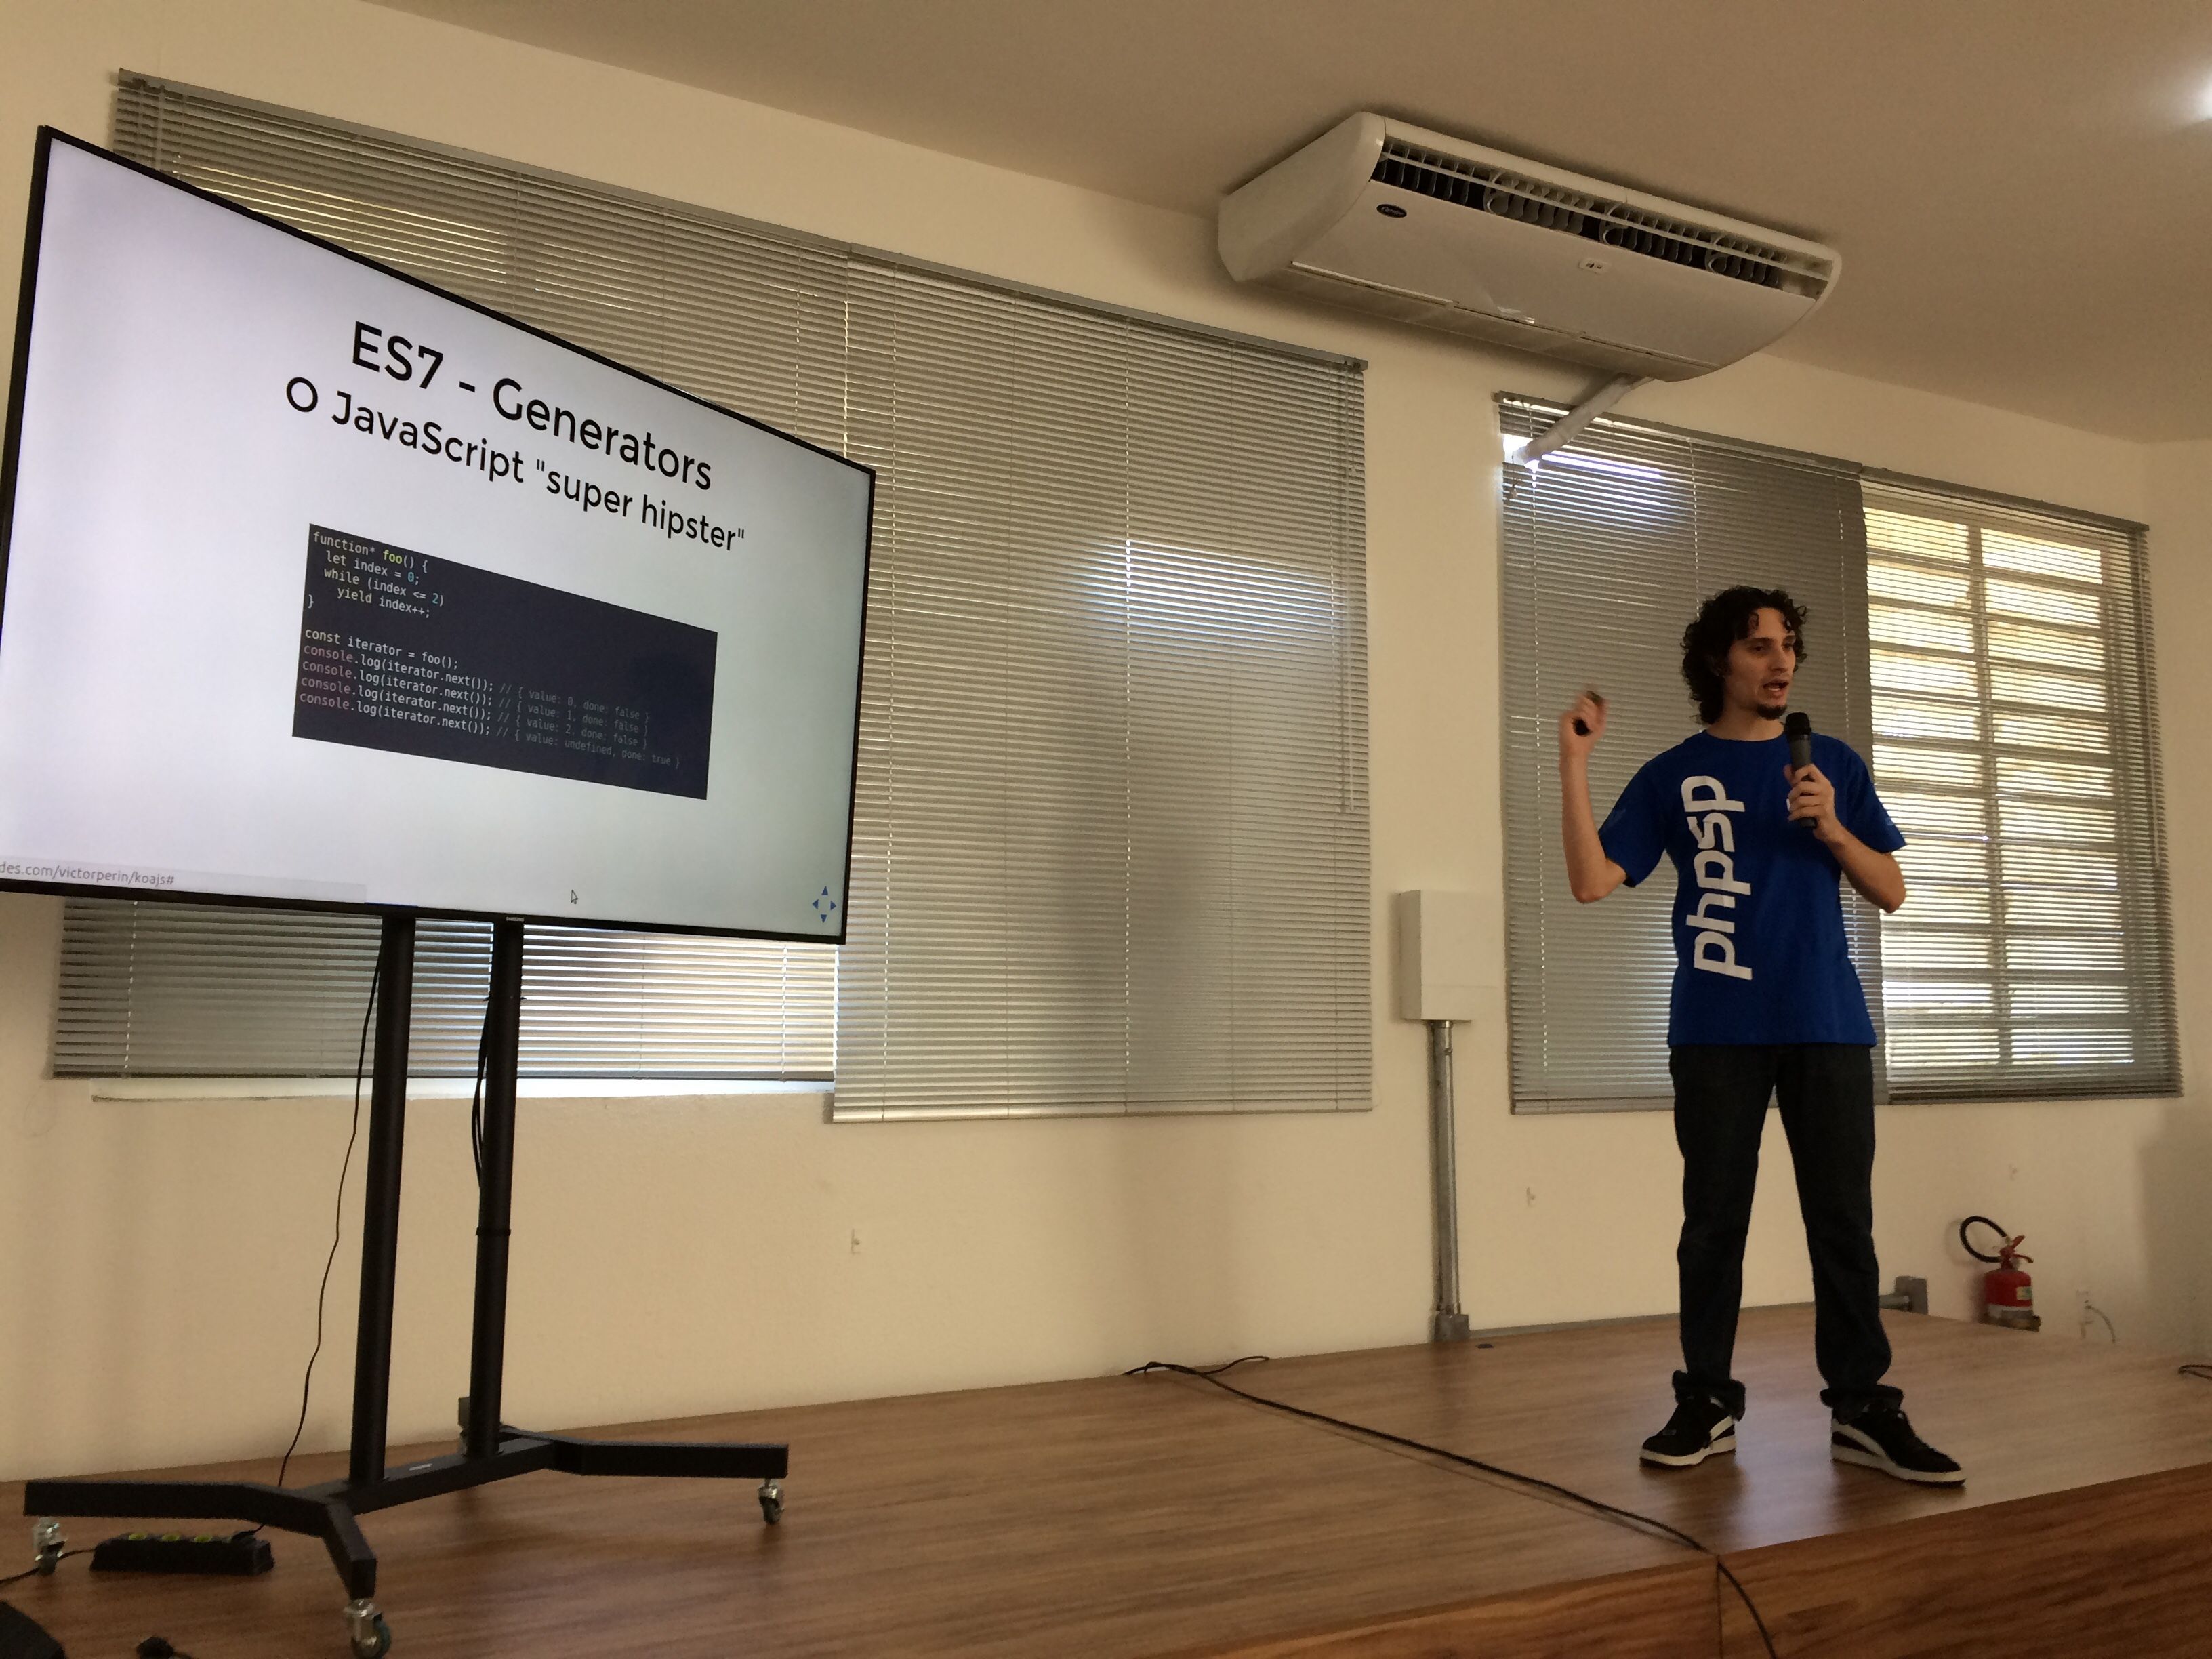 ES7 - Generators
O JavaScript "super hipster"
function* foo() {
let index = 0;
while (index <= 2)
yield index++;
}
const iterator = foo();
console.log(iterator.next()); // { value: 0, done: false }
console.log(iterator.next()); // { value: 1, done: false }
console.log(iterator.next()); // { value: 2, done: false }
console.log(iterator.next()); // { value: undefined, done: true }
des.com/victorperin/koajs#
SAMSUNG
phpsp
Carrier